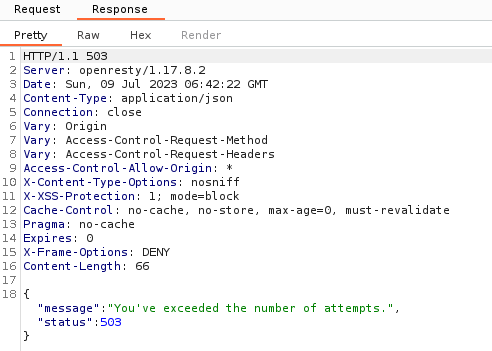 Request Response
Pretty Raw Hex Render
1 HTTP/1.1 503
2 Server: openresty/1.17.8.2
3 Date: Sun, 09 Jul 2023 06:42:22 GMT
4 Content-Type: application/json
5 Connection: close
6 Vary: Origin
7 Vary: Access-Control-Request-Method
8 Vary: Access-Control-Request-Headers
9 Access-Control-Allow-Origin: *
10 X-Content-Type-Options: nosniff
11 X-XSS-Protection: 1; mode=block
12 Cache-Control: no-cache, no-store, max-age=0, must-revalidate
13 Pragma: no-cache
14 Expires: 0
15 X-Frame-Options: DENY
16 Content-Length: 66
17
18 {
"message":"You've exceeded the number of attempts.",
"status":503
}